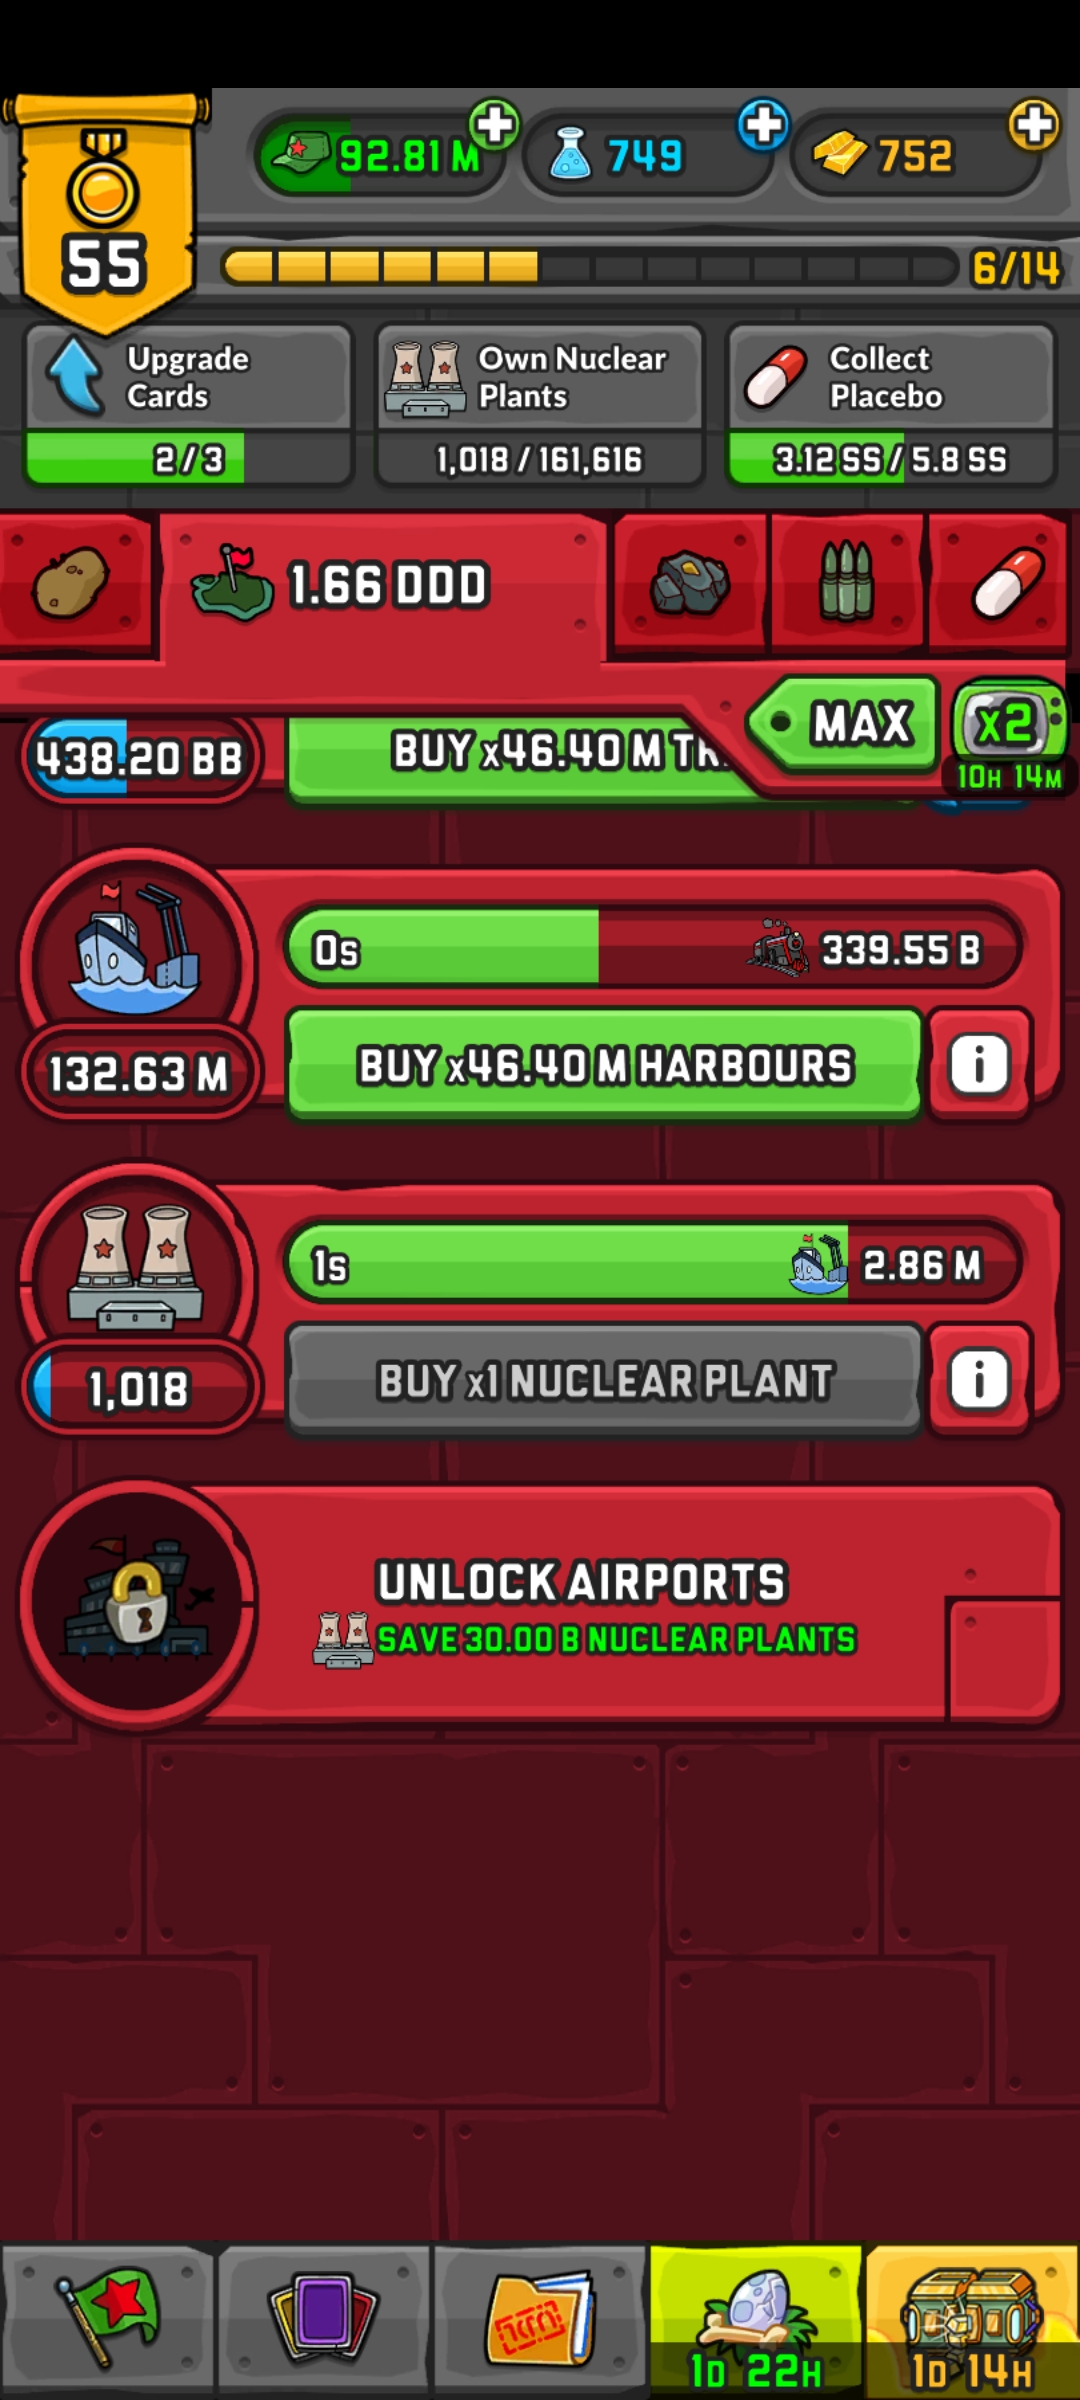 92.81 M
749
752
55
6/14
Upgrade
Cards
2/3
Own Nuclear
Plants
1,018 / 161,616
Collect
Placebo
3.12 SS / 5.8 SS
1.66 DDD
MAX
x2
10H 14M
438.20 BB
BUY x46.40 M
0s
339.55 B
132.63 M
BUY x46.40 M HARBOURS
i
1s
2.86 M
1,018
BUY x1 NUCLEAR PLANT
i
UNLOCK AIRPORTS
SAVE 30.00 B NUCLEAR PLANTS
1D 22H
1D 14H